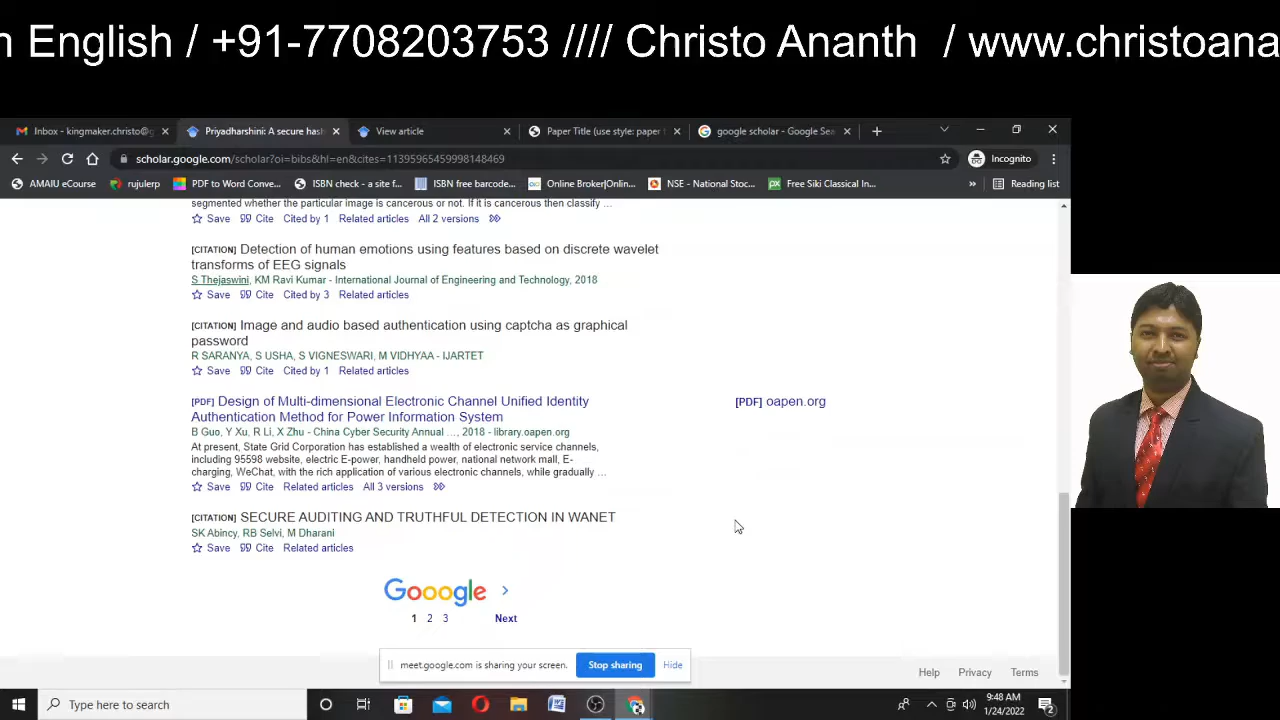 n English / +91-7708203753 //// Christo Ananth / www.christoana
Inbox - kingmaker.christo@g
Priyadharshini: A secure hash
View article
Paper Title (use style: paper t
google scholar - Google Sea
scholar.google.com/scholar?oi=bibs&hl=en&cites=11395965459998148469
Incognito
AMAIU eCourse
rujulerp
PDF to Word Conve...
ISBN check - a site f...
ISBN free barcode...
Online Broker|Onlin...
NSE - National Stoc...
Free Siki Classical In...
Reading list
segmented whether the particular image is cancerous or not. If it is cancerous then classify ...
Save Cite Cited by 1 Related articles All 2 versions
[CITATION] Detection of human emotions using features based on discrete wavelet
transforms of EEG signals
S Thejaswini, KM Ravi Kumar - International Journal of Engineering and Technology, 2018
Save Cite Cited by 3 Related articles
[CITATION] Image and audio based authentication using captcha as graphical
password
R SARANYA, S USHA, S VIGNESWARI, M VIDHYAA - IJARTET
Save Cite Cited by 1 Related articles
[PDF] Design of Multi-dimensional Electronic Channel Unified Identity
Authentication Method for Power Information System
[PDF] oapen.org
B Guo, Y Xu, R Li, X Zhu - China Cyber Security Annual ..., 2018 - library.oapen.org
At present, State Grid Corporation has established a wealth of electronic service channels,
including 95598 website, electric E-power, handheld power, national network mall, E-
charging, WeChat, with the rich application of various electronic channels, while gradually ...
Save Cite Related articles All 3 versions
[CITATION] SECURE AUDITING AND TRUTHFUL DETECTION IN WANET
SK Abincy, RB Selvi, M Dharani
Save Cite Related articles
Gooogle
1 2 3 Next
meet.google.com is sharing your screen. Stop sharing Hide
Help Privacy Terms
Type here to search
9:48 AM
1/24/2022
2